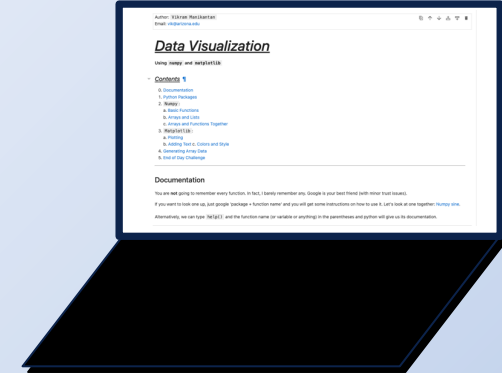 Author: Vikram Manikantan
Email: vik@arizona.edu
Data Visualization
Using numpy and matplotlib
Contents ¶
0. Documentation
1. Python Packages
2. Numpy:
a. Basic Functions
b. Arrays and Lists
c. Arrays and Functions Together
3. Matplotlib:
a. Plotting
b. Adding Text c. Colors and Style
4. Generating Array Data
5. End of Day Challenge
Documentation
You are not going to remember every function. In fact, I barely remember any. Google is your best friend (with minor trust issues).
If you want to look one up, just google 'package + function name' and you will get some instructions on how to use it. Let's look at one together: Numpy sine.
Alternatively, we can type help() and the function name (or variable or anything) in the parentheses and python will give us its documentation.